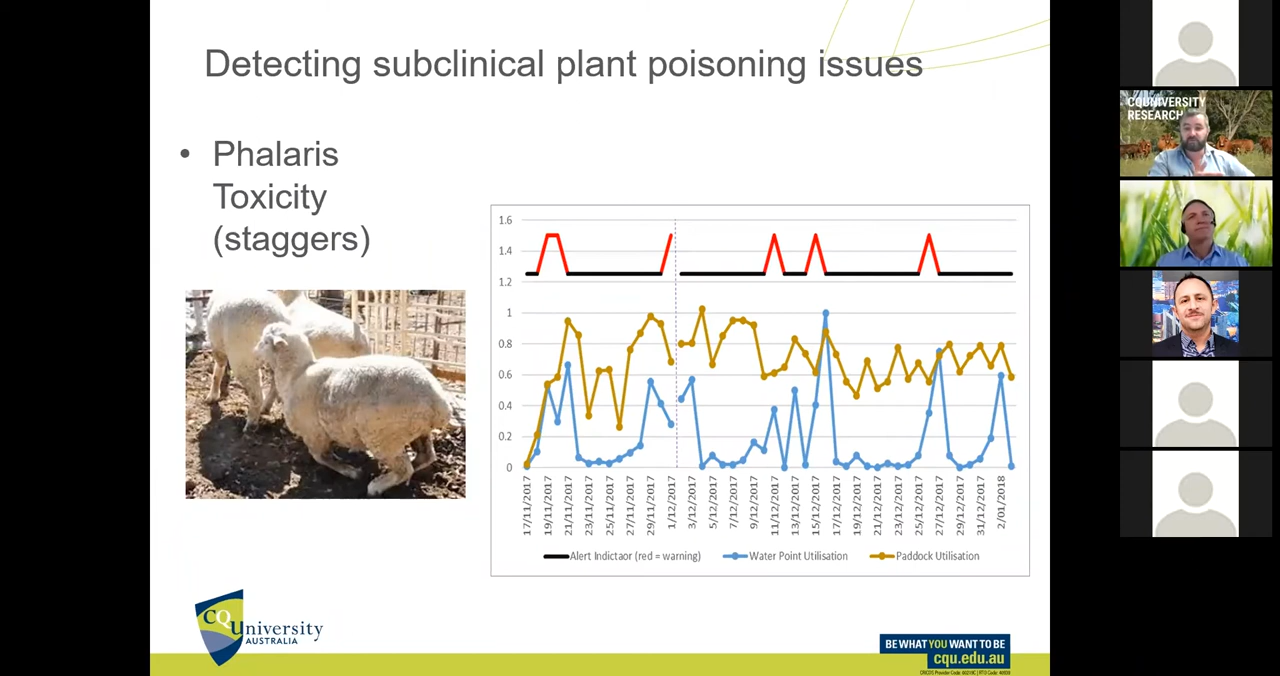 Detecting subclinical plant poisoning issues
• Phalaris
Toxicity
(staggers)
1.6
1.4
1.2
1
0.8
0.6
0.4
0.2
0
17/11/2017
19/11/2017
21/11/2017
23/11/2017
25/11/2017
27/11/2017
29/11/2017
1/12/2017
3/12/2017
5/12/2017
7/12/2017
9/12/2017
11/12/2017
13/12/2017
15/12/2017
17/12/2017
19/12/2017
21/12/2017
23/12/2017
25/12/2017
27/12/2017
29/12/2017
31/12/2017
2/01/2018
Alert Indictaor (red = warning)
Water Point Utilisation
Paddock Utilisation
CQUniversity
AUSTRALIA
BE WHAT YOU WANT TO BE
cqu.edu.au
CQUNIVERSITY
RESEARCH